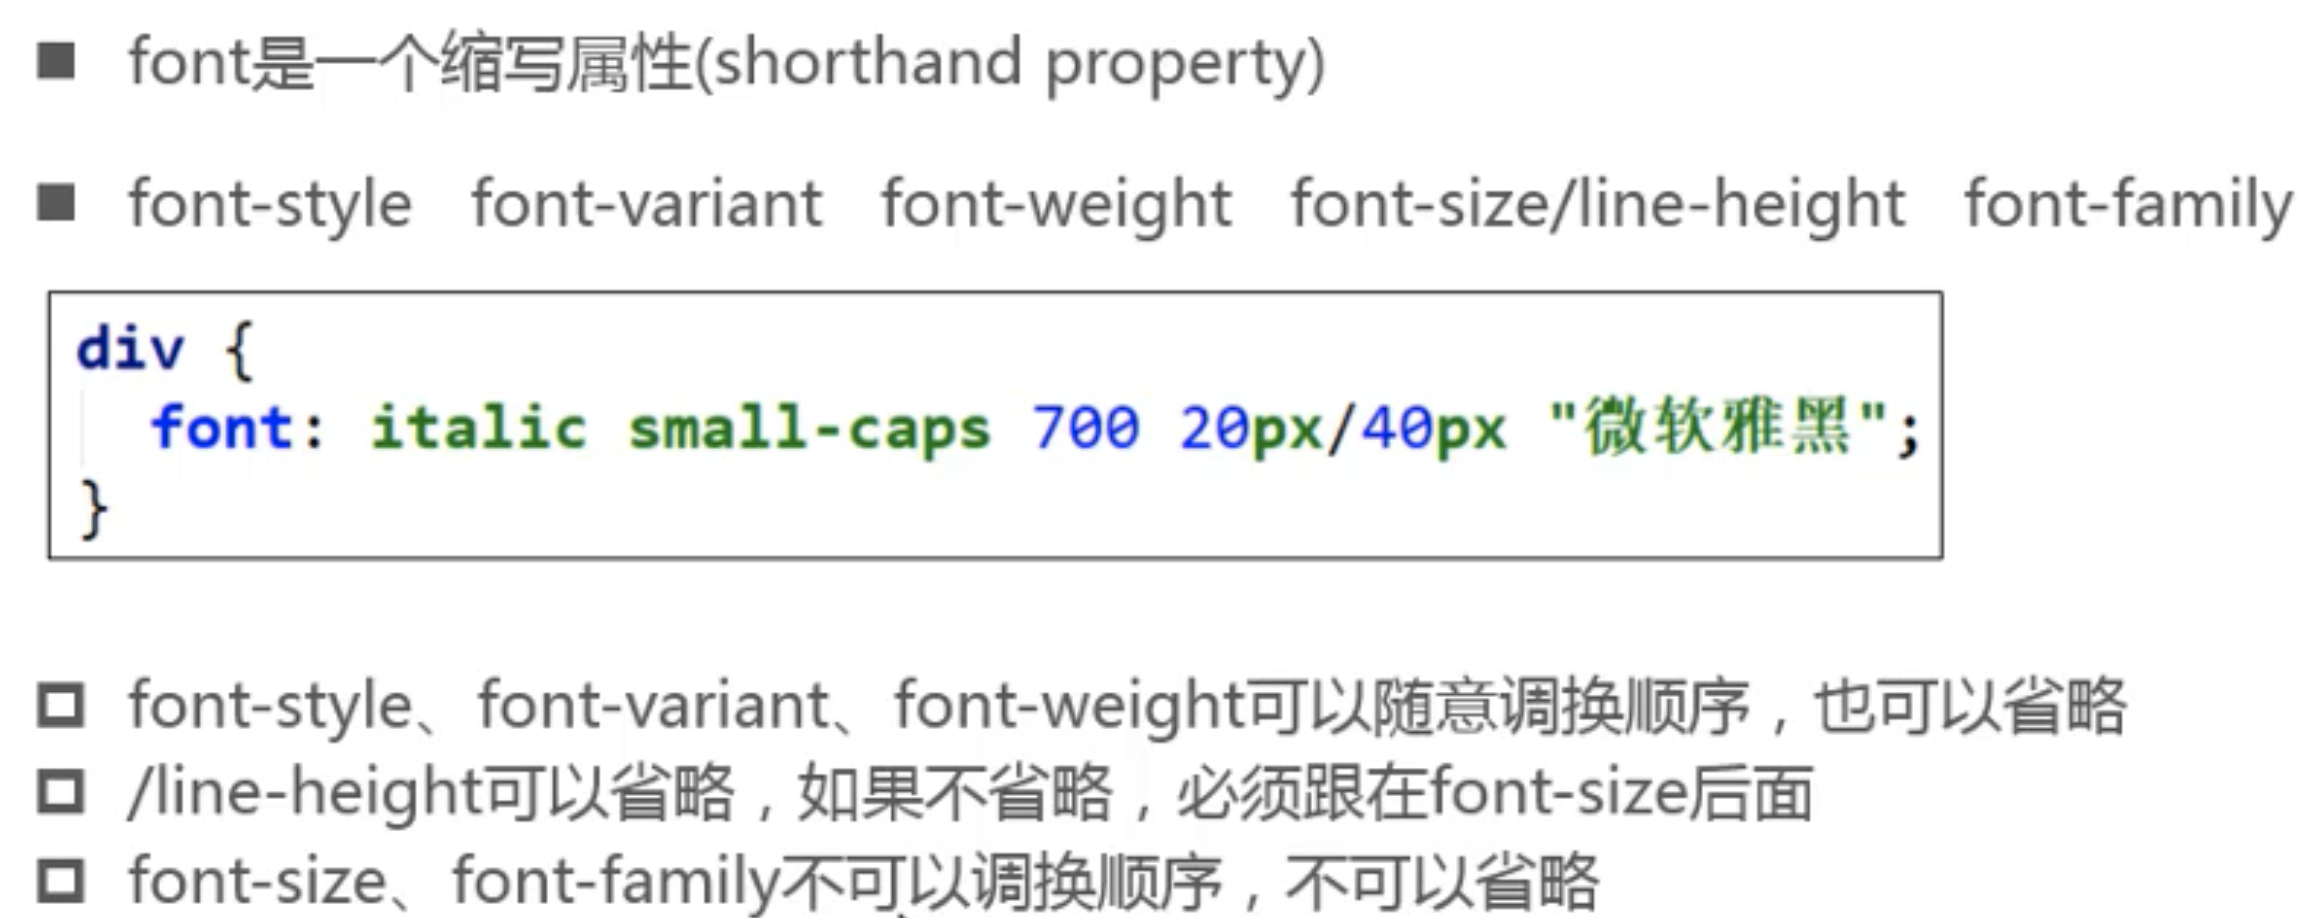 font是一个缩写属性(shorthand property)
font-style font-variant font-weight font-size/line-height font-family
div {
font: italic small-caps 700 20px/40px "微软雅黑";
}
font-style、font-variant、font-weight可以随意调换顺序，也可以省略
/line-height可以省略，如果不省略，必须跟在font-size后面
font-size、font-family不可以调换顺序，不可以省略